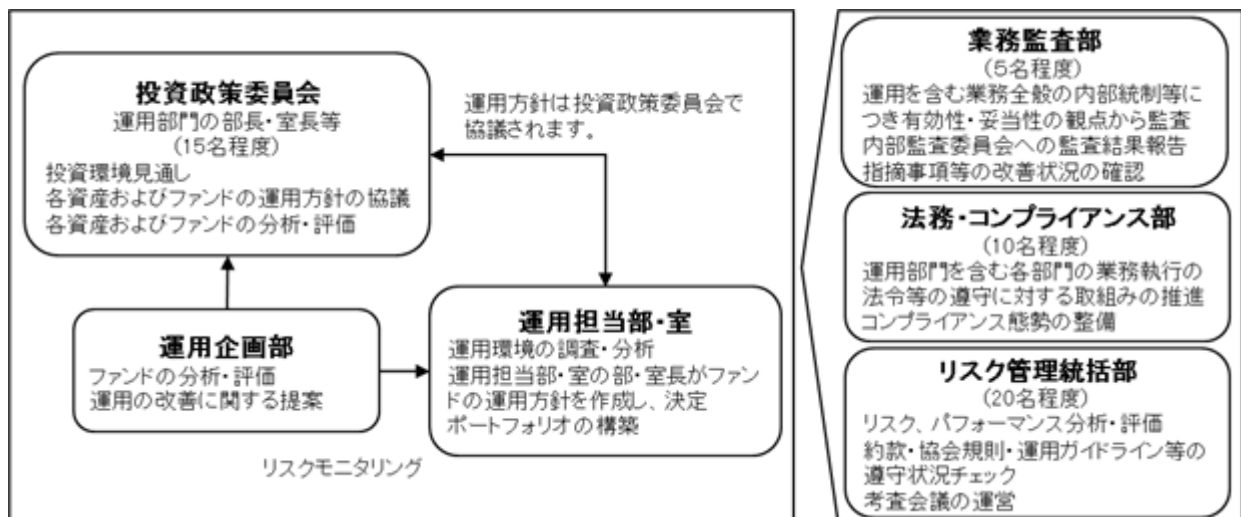 投資政策委員会
運用部門の部長・室長等
(15名程度)
投資環境見通し
各資産およびファンドの運用方針の協議
各資産およびファンドの分析・評価
運用方針は投資政策委員会で
協議されます。
運用企画部
ファンドの分析・評価
運用の改善に関する提案
運用担当部・室
運用環境の調査・分析
運用担当部・室の部・室長がファン
ドの運用方針を作成し、決定
ポートフォリオの構築
リスクモニタリング
業務監査部
(5名程度)
運用を含む業務全般の内部統制等に
つき有効性・妥当性の観点から監査
内部監査委員会への監査結果報告
指摘事項等の改善状況の確認
法務・コンプライアンス部
(10名程度)
運用部門を含む各部門の業務執行の
法令等の遵守に対する取組みの推進
コンプライアンス態勢の整備
リスク管理統括部
(20名程度)
リスク、パフォーマンス分析・評価
約款・協会規則・運用ガイドライン等の
遵守状況チェック
考査会議の運営